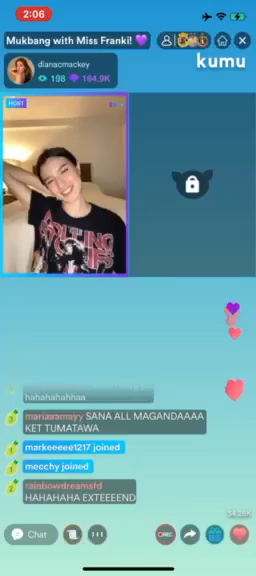 2:06
Mukbang with Miss Franki! 💜
kumu
dianacmackey
198 164.9K
HOST
hahahahahhaa
mariaamayy SANA ALL MAGANDAAAA
KET TUMATAWA
markeeeee1217 joined
mecchy joined
rainbowdreamsfd
HAHAHAHA EXTEEEEND
Chat